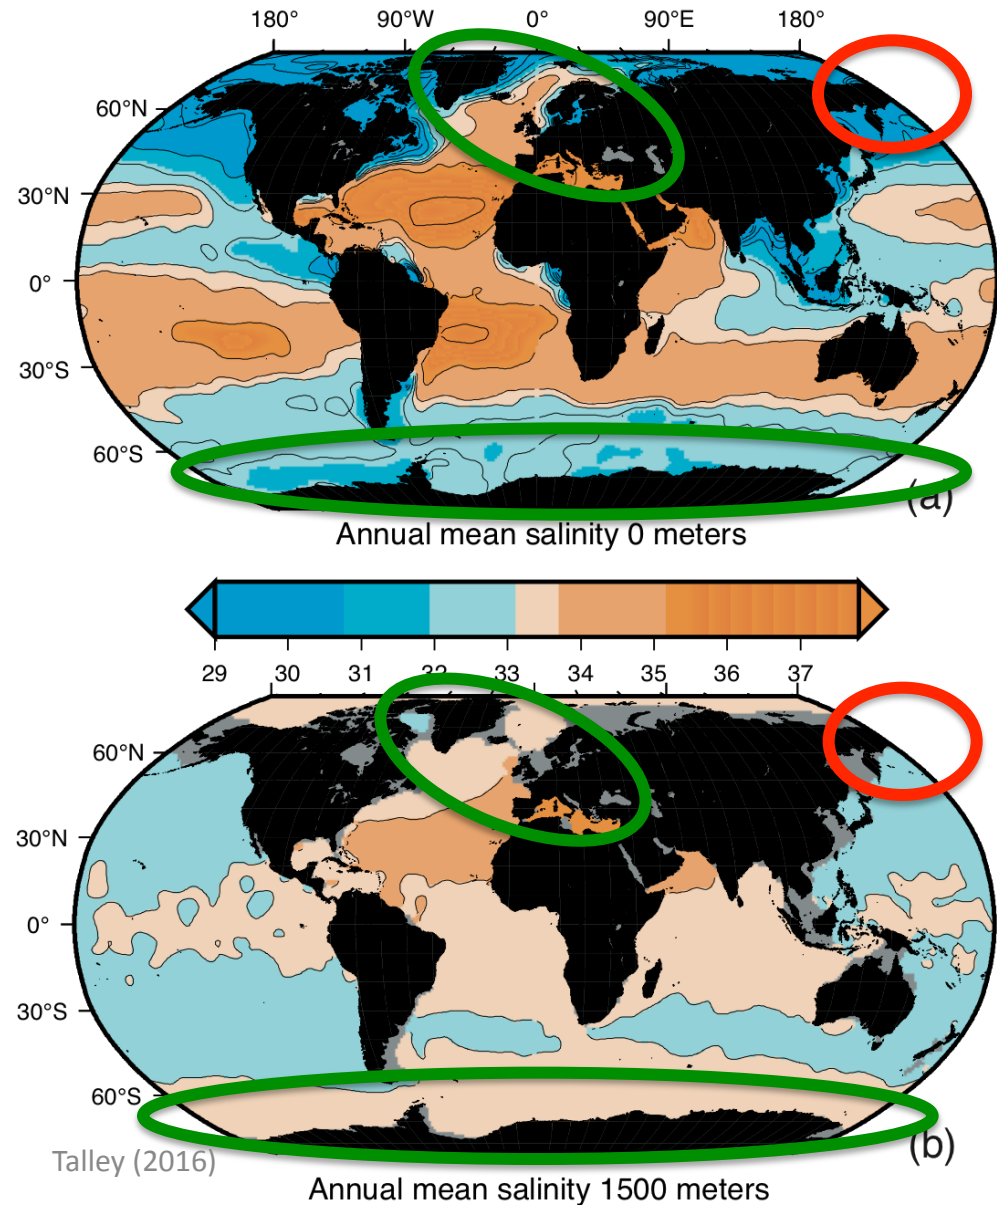 180° 90°W 0° 90°E 180°
60°N
30°N
0°
30°S
60°S
(a)
Annual mean salinity 0 meters
29 30 31 32 33 34 35 36 37
60°N
30°N
0°
30°S
60°S
(b)
Talley (2016)
Annual mean salinity 1500 meters